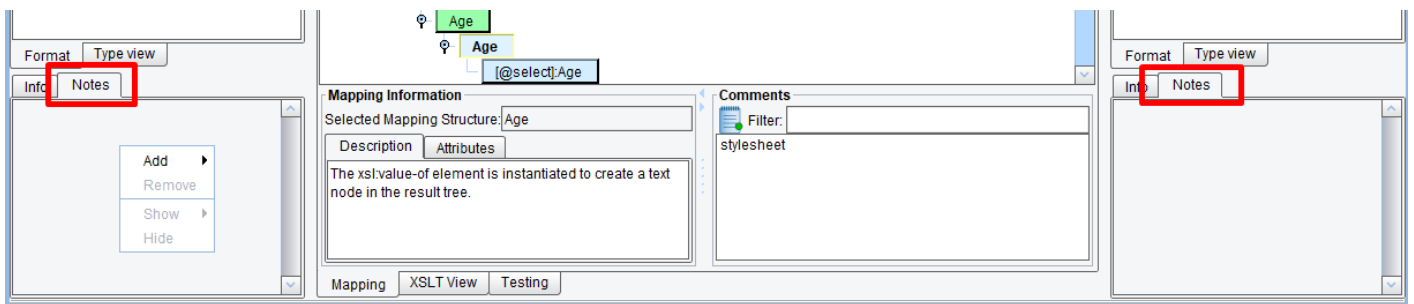 Format Type view
Info Notes
Add
Remove
Show
Hide
Age
Age
[@select]:Age
Mapping Information
Selected Mapping Structure: Age
Description Attributes
The xsl:value-of element is instantiated to create a text
node in the result tree.
Comments
Filter:
stylesheet
Mapping XSLT View Testing
Format Type view
Info Notes